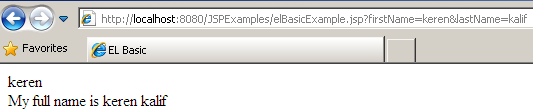 http://localhost:8080/JSPExamples/elBasicExample.jsp?firstName=keren&lastName=kalif
Favorites
EL Basic
keren
My full name is keren kalif